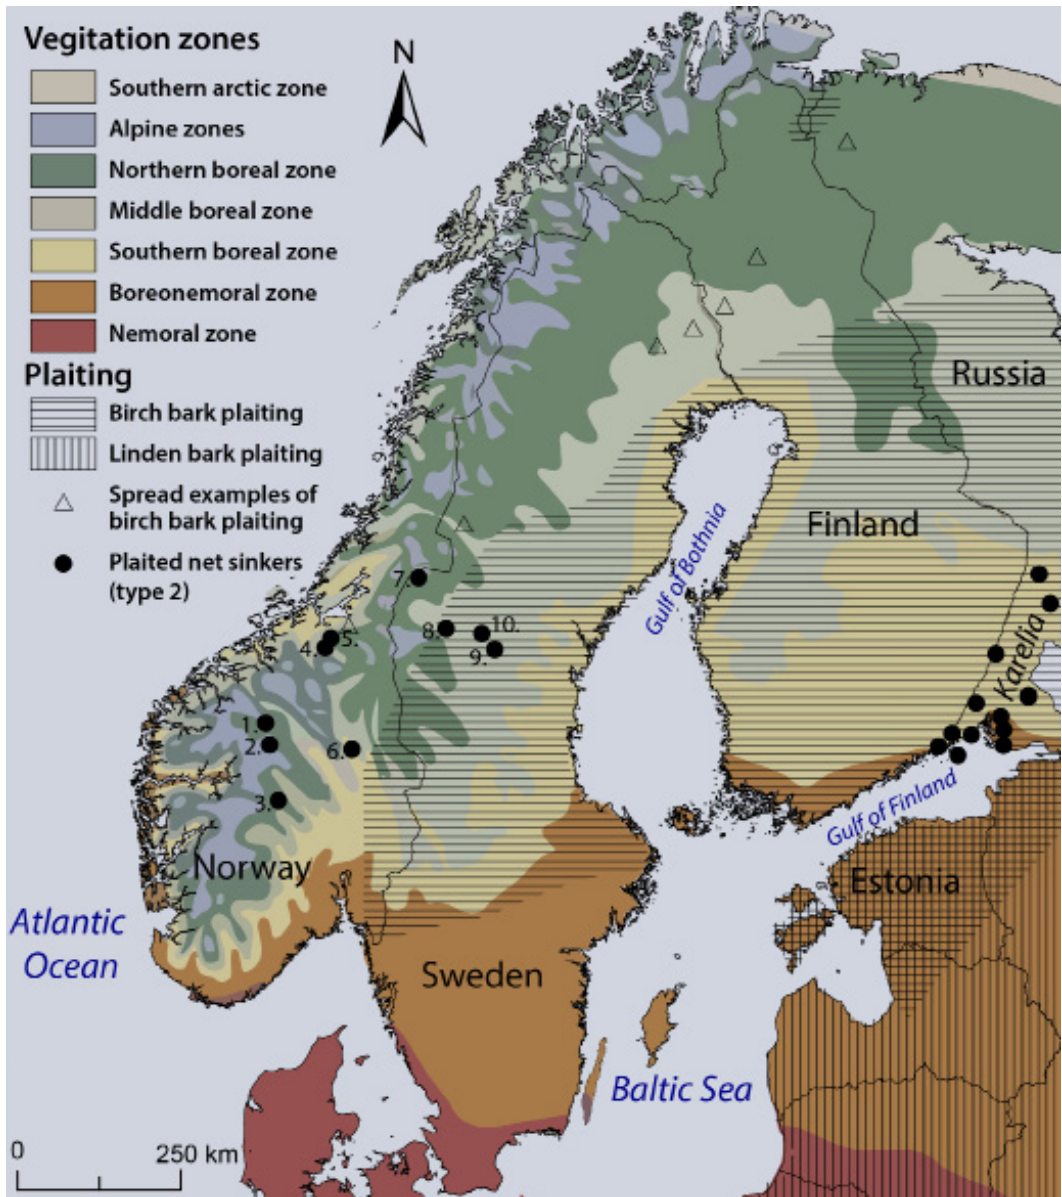 Vegitation zones
Southern arctic zone
Alpine zones
Northern boreal zone
Middle boreal zone
Southern boreal zone
Boreonemoral zone
Nemoral zone
Plaiting
Birch bark plaiting
Linden bark plaiting
Spread examples of
birch bark plaiting
Plaited net sinkers
(type 2)
N
Russia
Finland
Gulf of Bothnia
Karelia
7.
8.
10.
9.
5.
4.
1.
2.
6.
3.
Gulf of Finland
Norway
Estonia
Atlantic
Ocean
Sweden
Baltic Sea
0
250 km